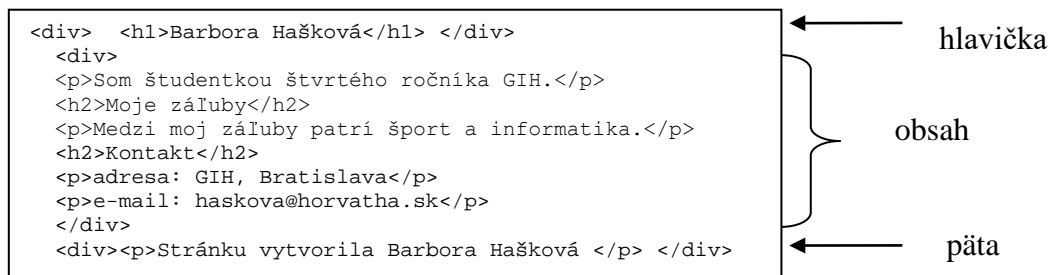 <div>  <h1>Barbora Hašková</h1> </div>
hlavička
<div>
<p>Som študentkou štvrtého ročníka GIH.</p>
<h2>Moje záľuby</h2>
<p>Medzi moj záľuby patrí šport a informatika.</p>
obsah
<h2>Kontakt</h2>
<p>adresa: GIH, Bratislava</p>
<p>e-mail: haskova@horvatha.sk</p>
</div>
<div><p>Stránku vytvorila Barbora Hašková </p> </div>
päta